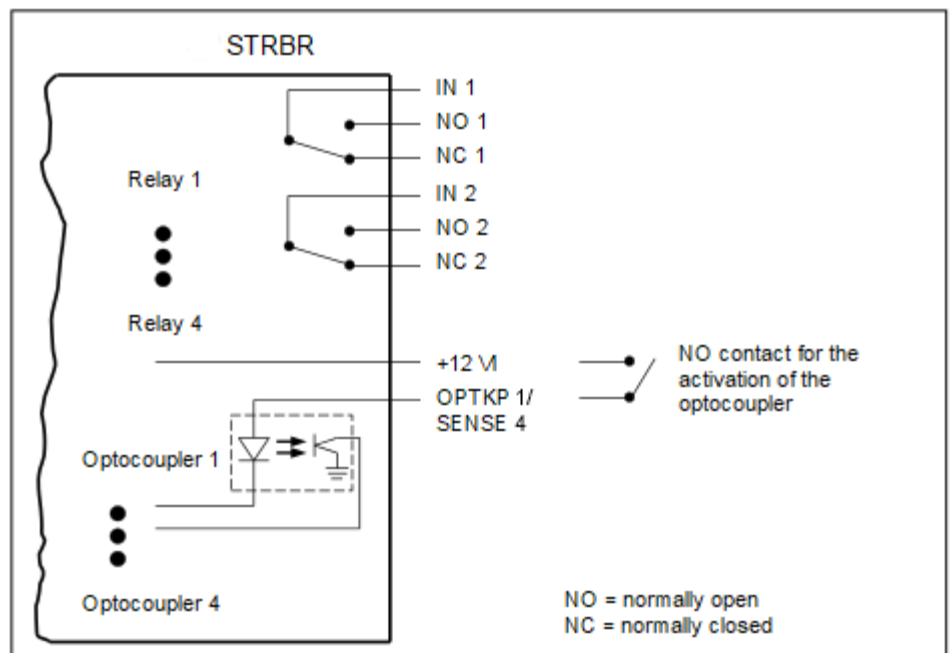 STRBR
IN 1
NO 1
NC 1
Relay 1
IN 2
NO 2
NC 2
Relay 4
+12 VI
NO contact for the
activation of the
optocoupler
OPTKP 1/
SENSE 4
Optocoupler 1
Optocoupler 4
NO = normally open
NC = normally closed